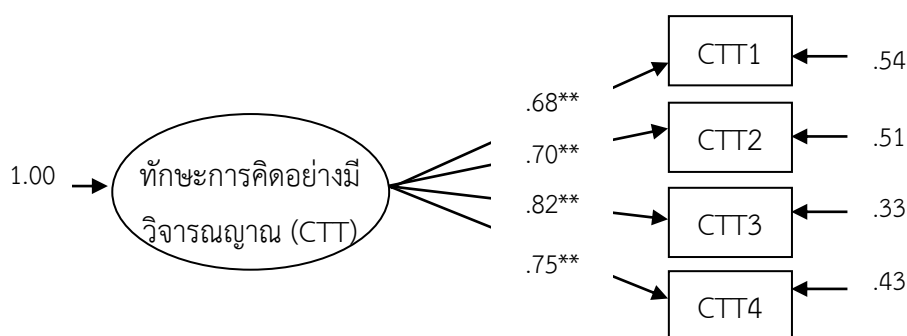 CTT1
.54
.68**
CTT2
.51
.70**
1.00
ทักษะการคิดอย่างมี
วิจารณญาณ (CTT)
.82**
CTT3
.33
.75**
CTT4
.43